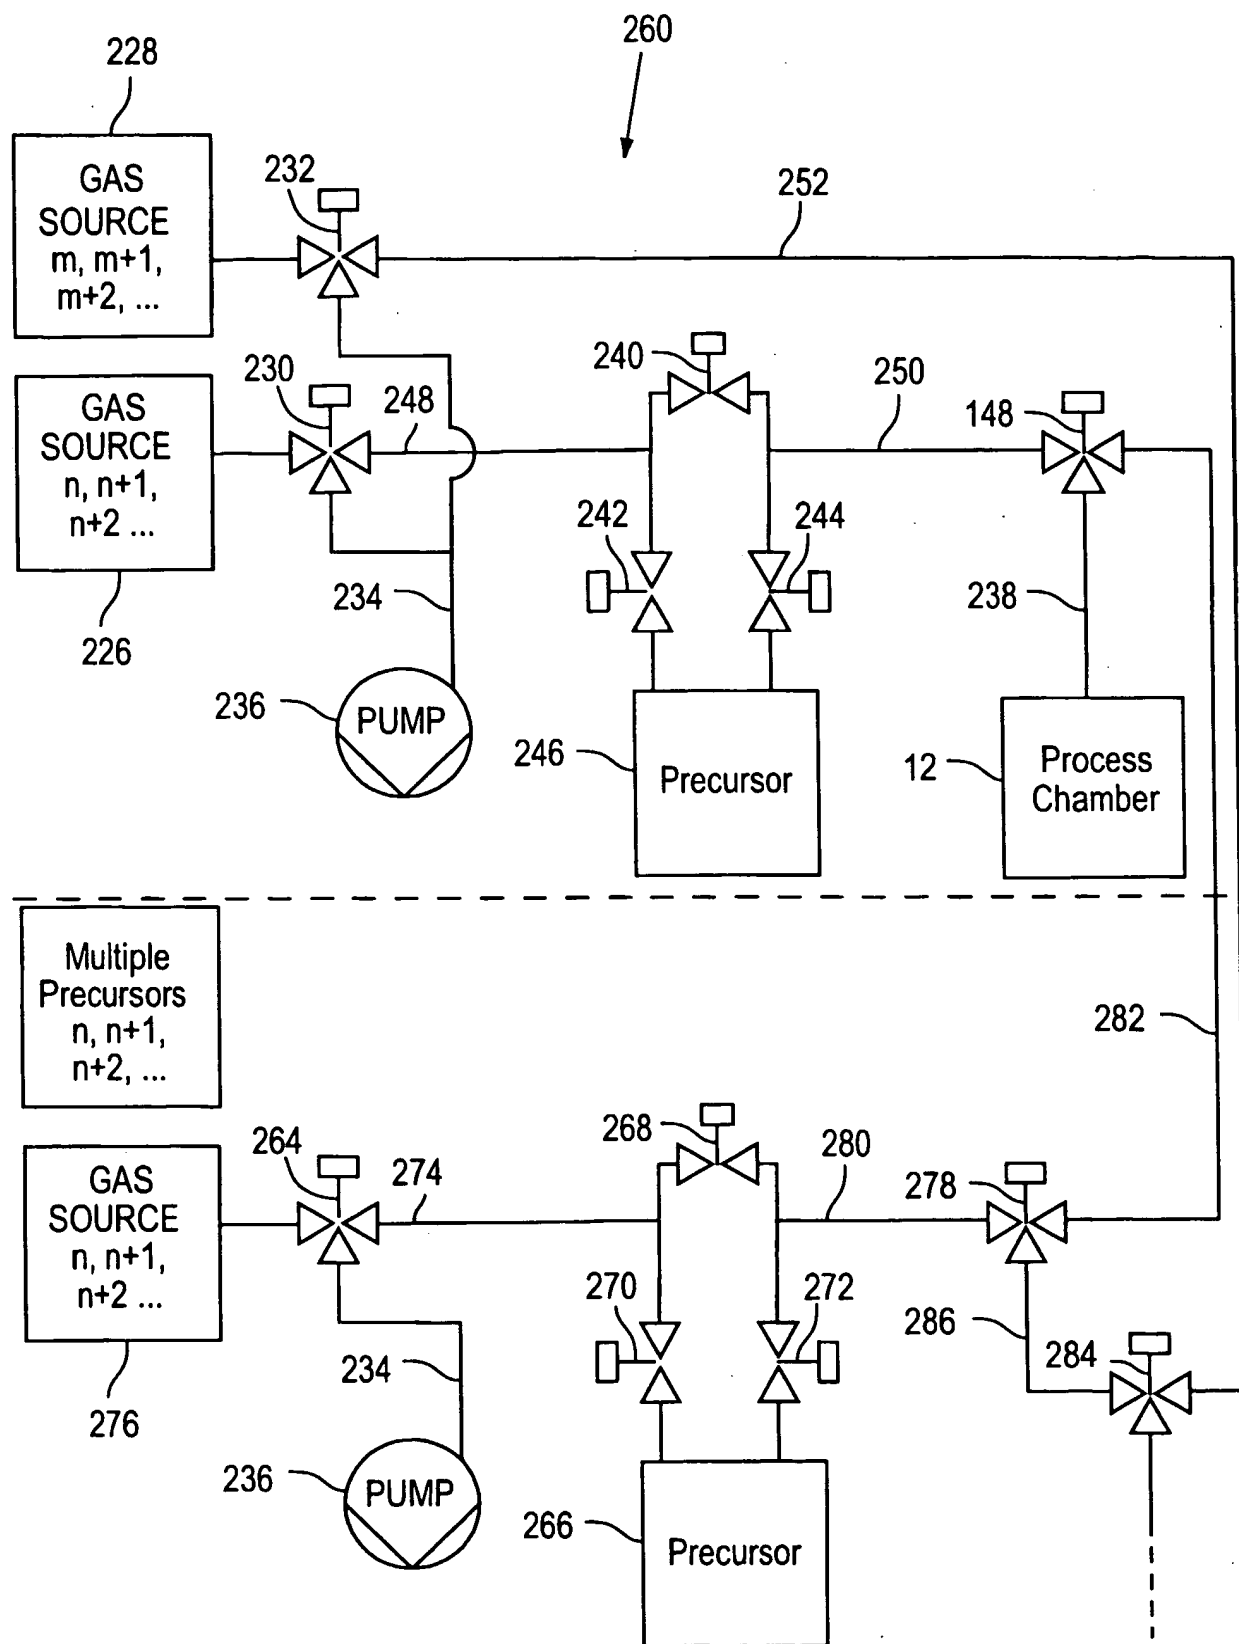 260
228
GAS
SOURCE
m, m+1,
m+2, ...
232
252
GAS
SOURCE
n, n+1,
n+2 ...
230
248
240
250
148
242
244
234
238
226
236
PUMP
246
Precursor
12
Process
Chamber
Multiple
Precursors
n, n+1,
n+2, ...
282
GAS
SOURCE
n, n+1,
n+2 ...
264
274
268
280
278
270
272
286
284
234
276
236
PUMP
266
Precursor